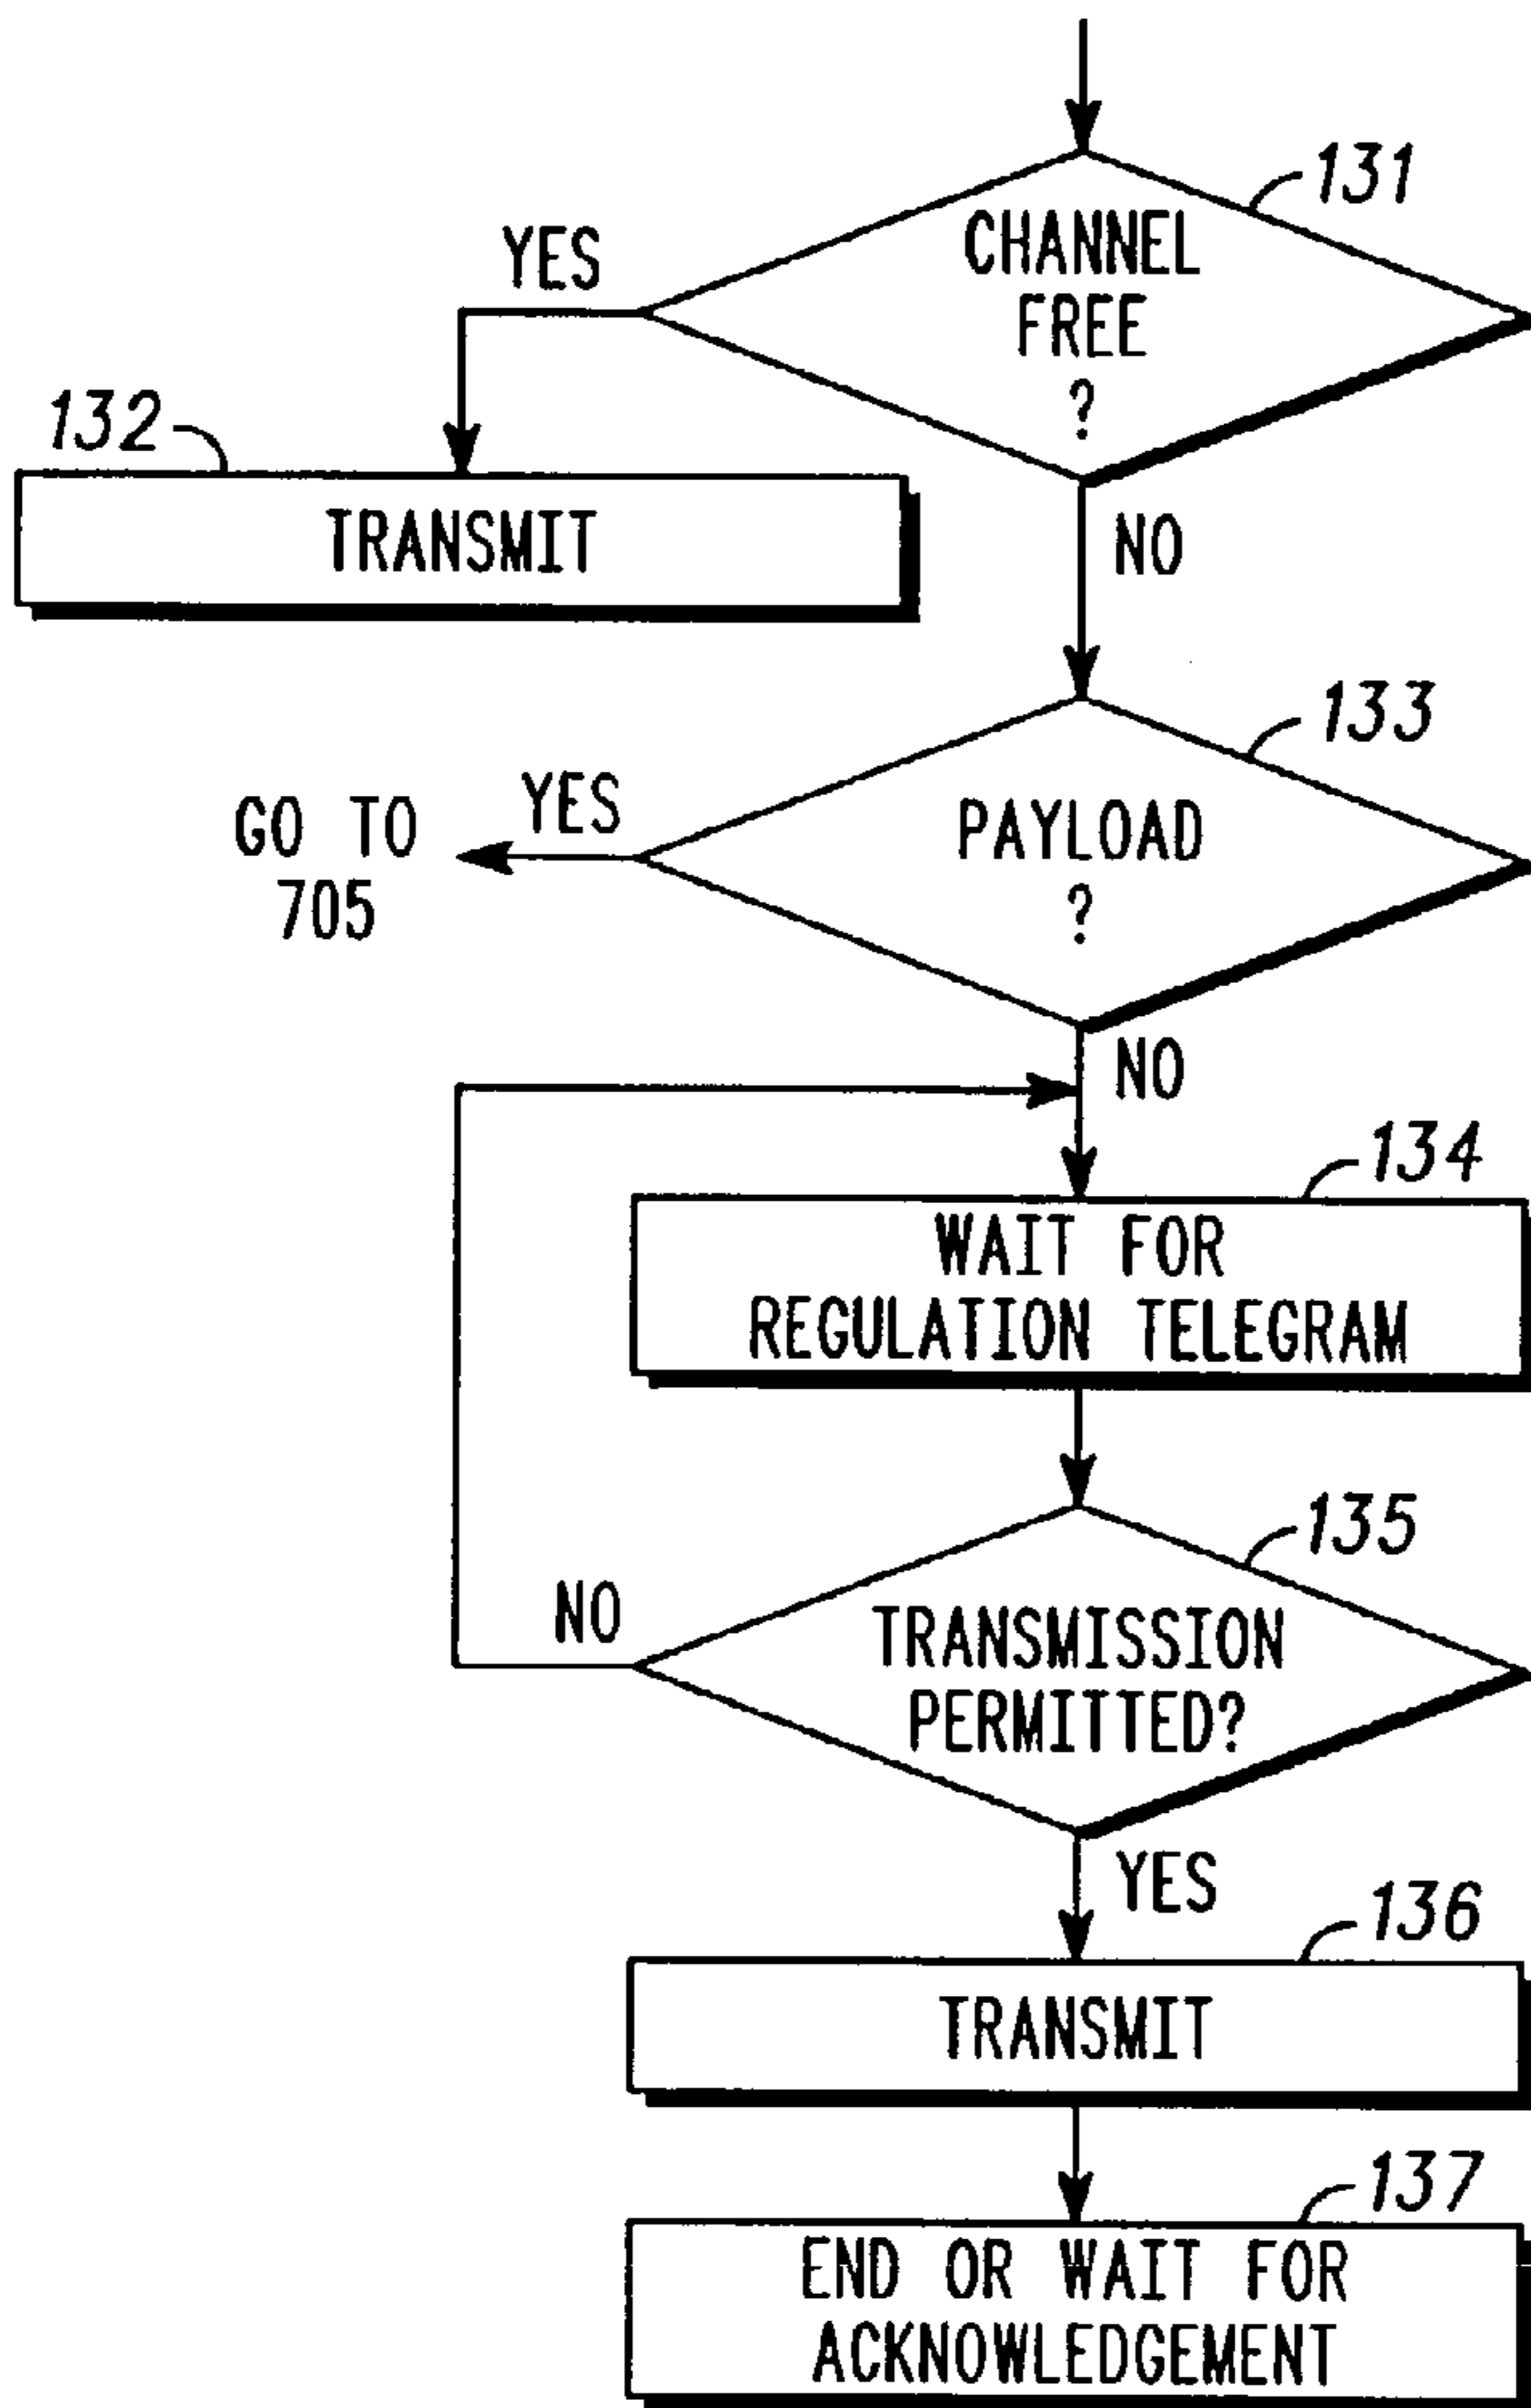 131
CHANNEL
FREE
?
YES
132
TRANSMIT
NO
133
PAYLOAD
?
YES
GO TO
705
NO
134
WAIT FOR
REGULATION TELEGRAM
135
TRANSMISSION
PERMITTED?
NO
YES
136
TRANSMIT
137
END OR WAIT FOR
ACKNOWLEDGEMENT